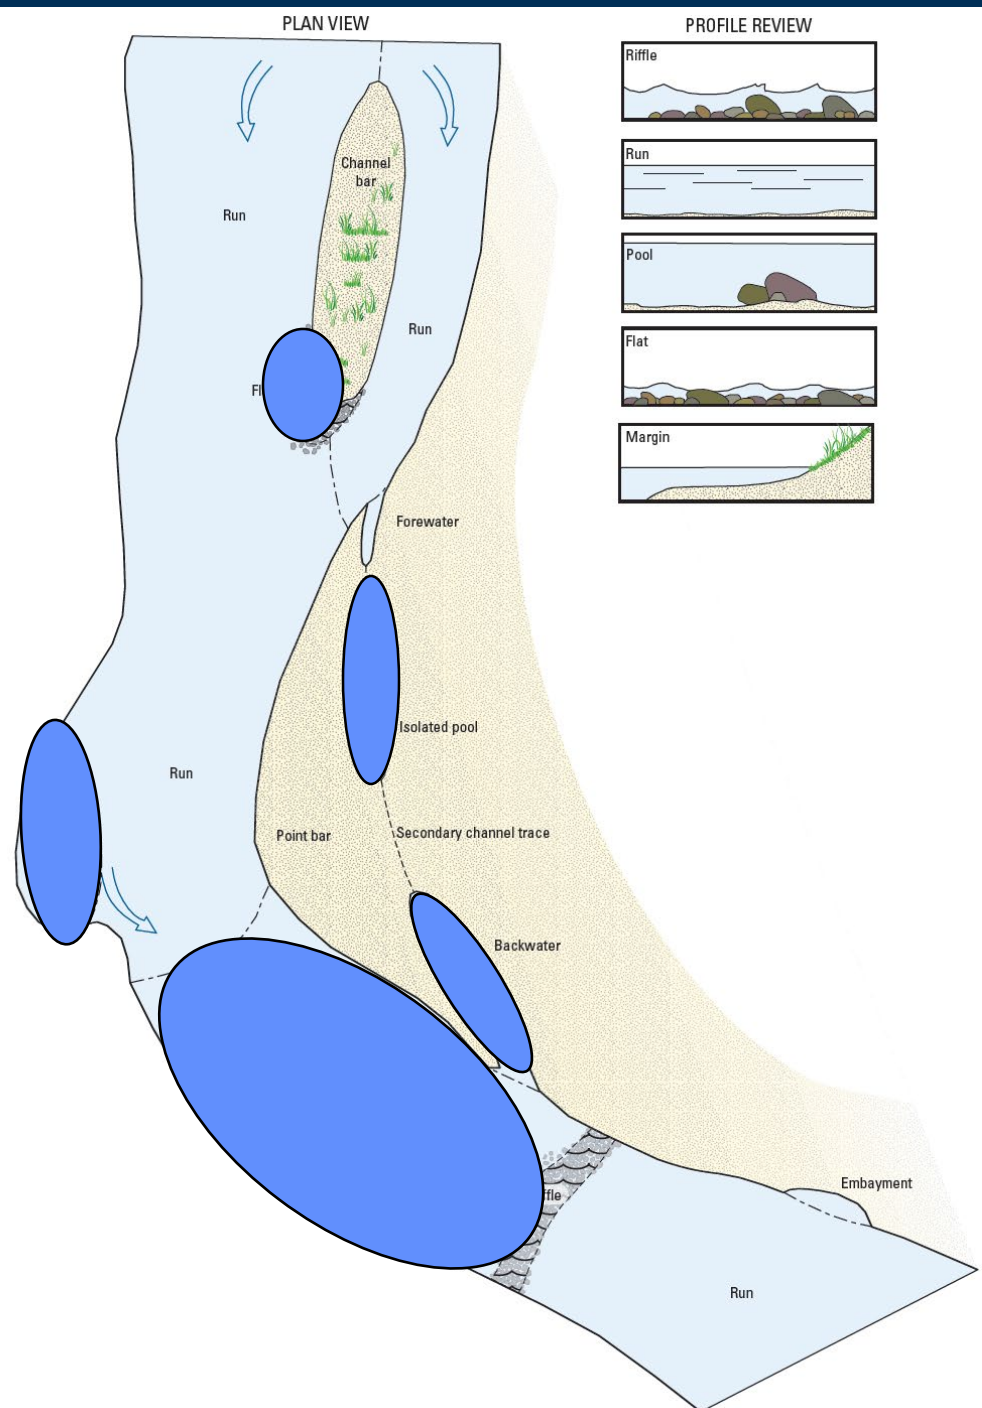 PLAN VIEW
PROFILE REVIEW
Riffle
Run
Pool
Flat
Margin
Channel
bar
Run
Run
Forewater
Isolated pool
Run
Point bar
Secondary channel trace
Backwater
Embayment
Run